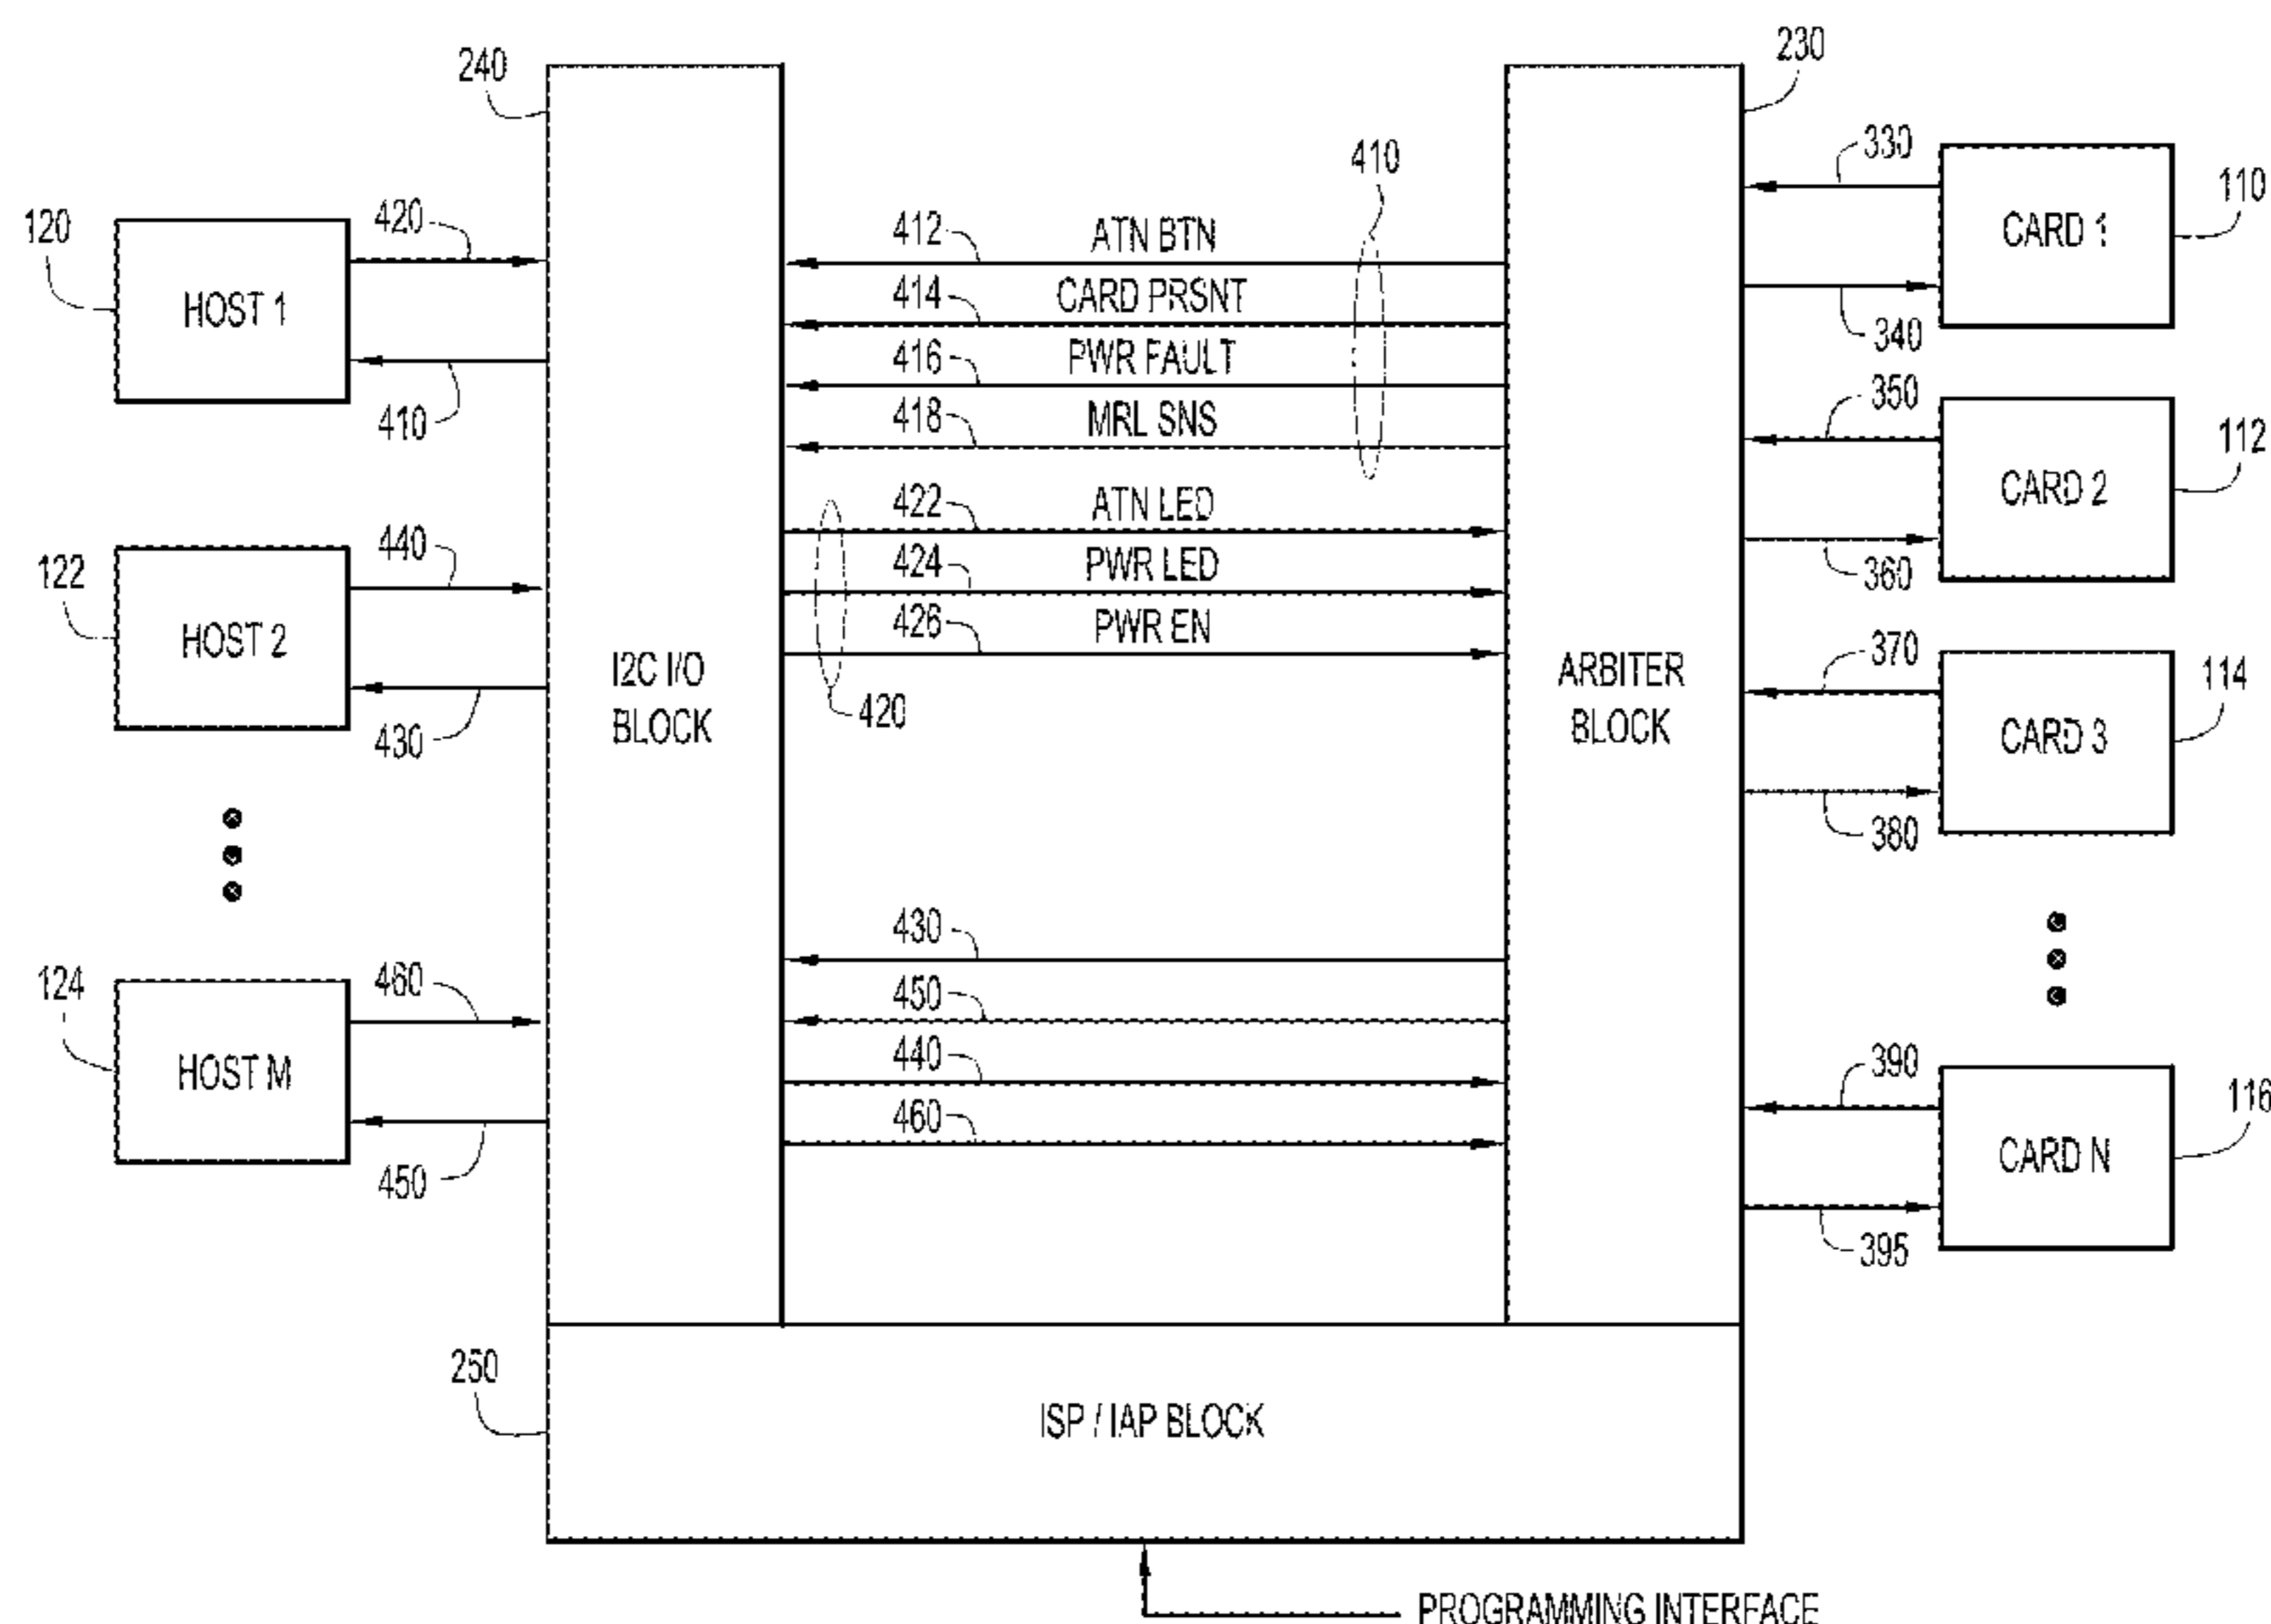 240
230
410
330
CARD 1
110
340
120
420
HOST 1
410
412
ATN BTN
414
CARD PRSNT
416
PWR FAULT
418
MRL SNS
422
ATN LED
424
PWR LED
426
PWR EN
420
350
CARD 2
112
360
122
440
HOST 2
430
I2C I/O
BLOCK
ARBITER
BLOCK
370
CARD 3
114
380
430
450
440
460
124
460
HOST M
450
390
CARD N
116
395
250
ISP / IAP BLOCK
PROGRAMMING INTERFACE